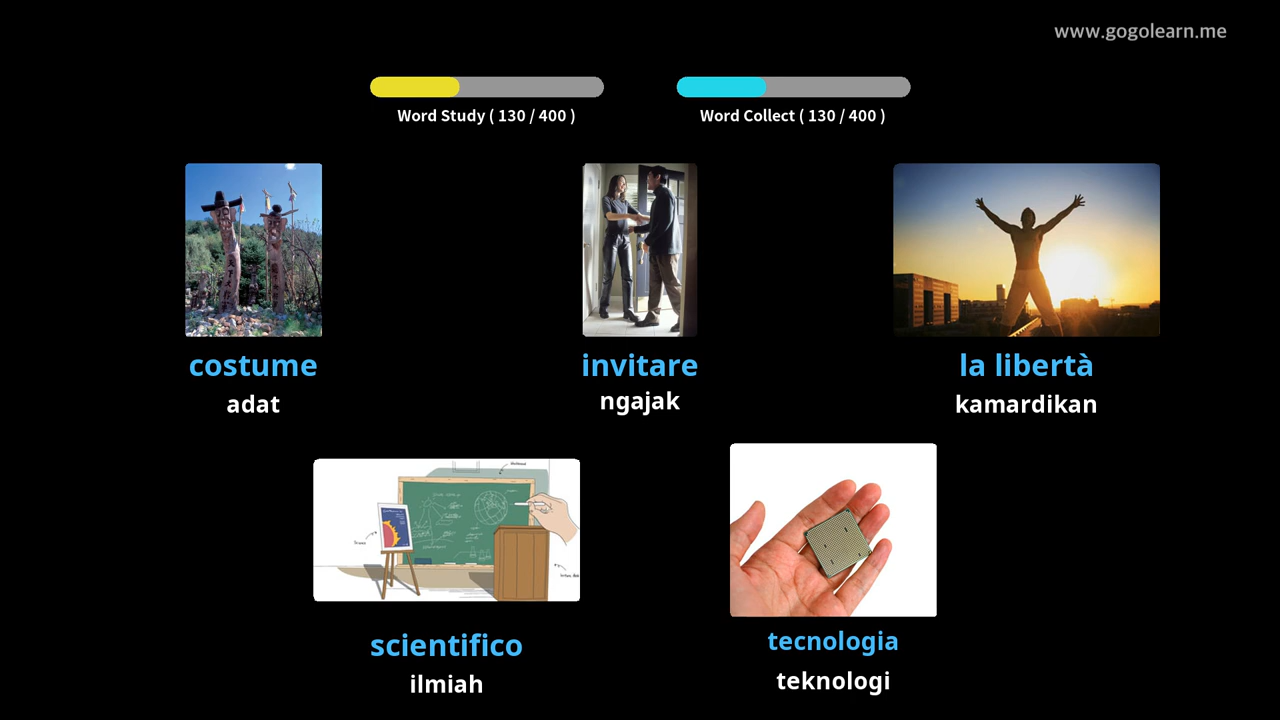 www.gogolearn.me
Word Study ( 130 / 400 )
Word Collect ( 130 / 400 )
costume
adat
invitare
ngajak
la libertà
kamardikan
scientifico
ilmiah
tecnologia
teknologi